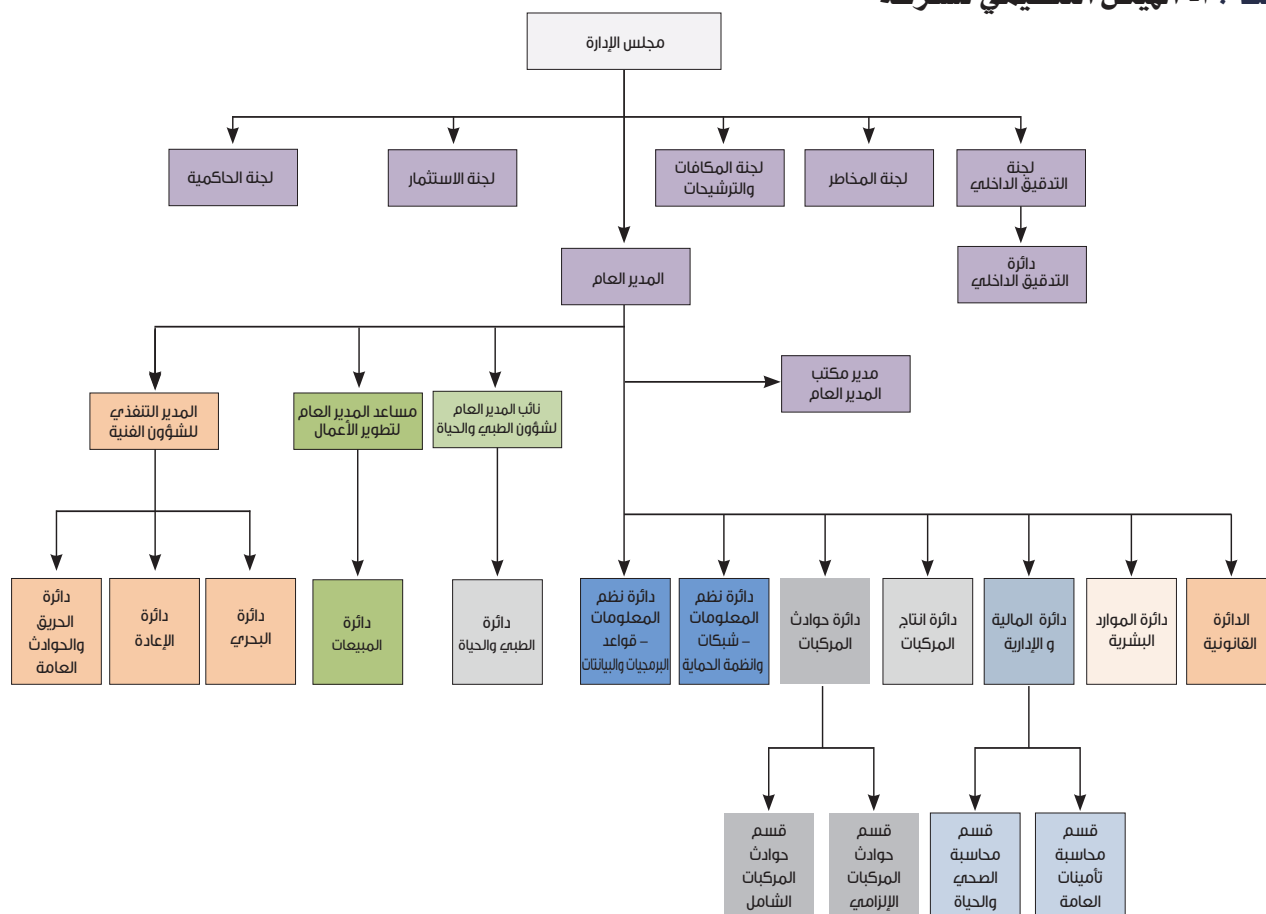 الهيكل التنظيمي للشركة
مجلس الإدارة
لجنة
التدقيق الداخلي
لجنة المخاطر
لجنة المكافات
والترشيحات
لجنة الاستثمار
لجنة الحاكمية
دائرة
التدقيق الداخلي
المدير العام
مدير مكتب
المدير العام
نائب المدير العام
لشؤون الطبي والحياة
مساعد المدير العام
لتطوير الأعمال
المدير التنفذي
للشؤون الفنية
الدائرة
القانونية
دائرة الموارد
البشرية
دائرة المالية
و الإدارية
دائرة انتاج
المركبات
دائرة حوادث
المركبات
دائرة نظم
المعلومات
– شبكات
وانظمة الحماية
دائرة نظم
المعلومات
– قواعد
البرمجيات والبيانتات
دائرة
الطبي والحياة
دائرة
المبيعات
دائرة
البحري
دائرة
الإعادة
دائرة
الحريق
والحوادث
العامة
قسم
محاسبة
تأمينات
العامة
قسم
محاسبة
الصحي
والحياة
قسم
حوادث
المركبات
الإلزامي
قسم
حوادث
المركبات
الشامل